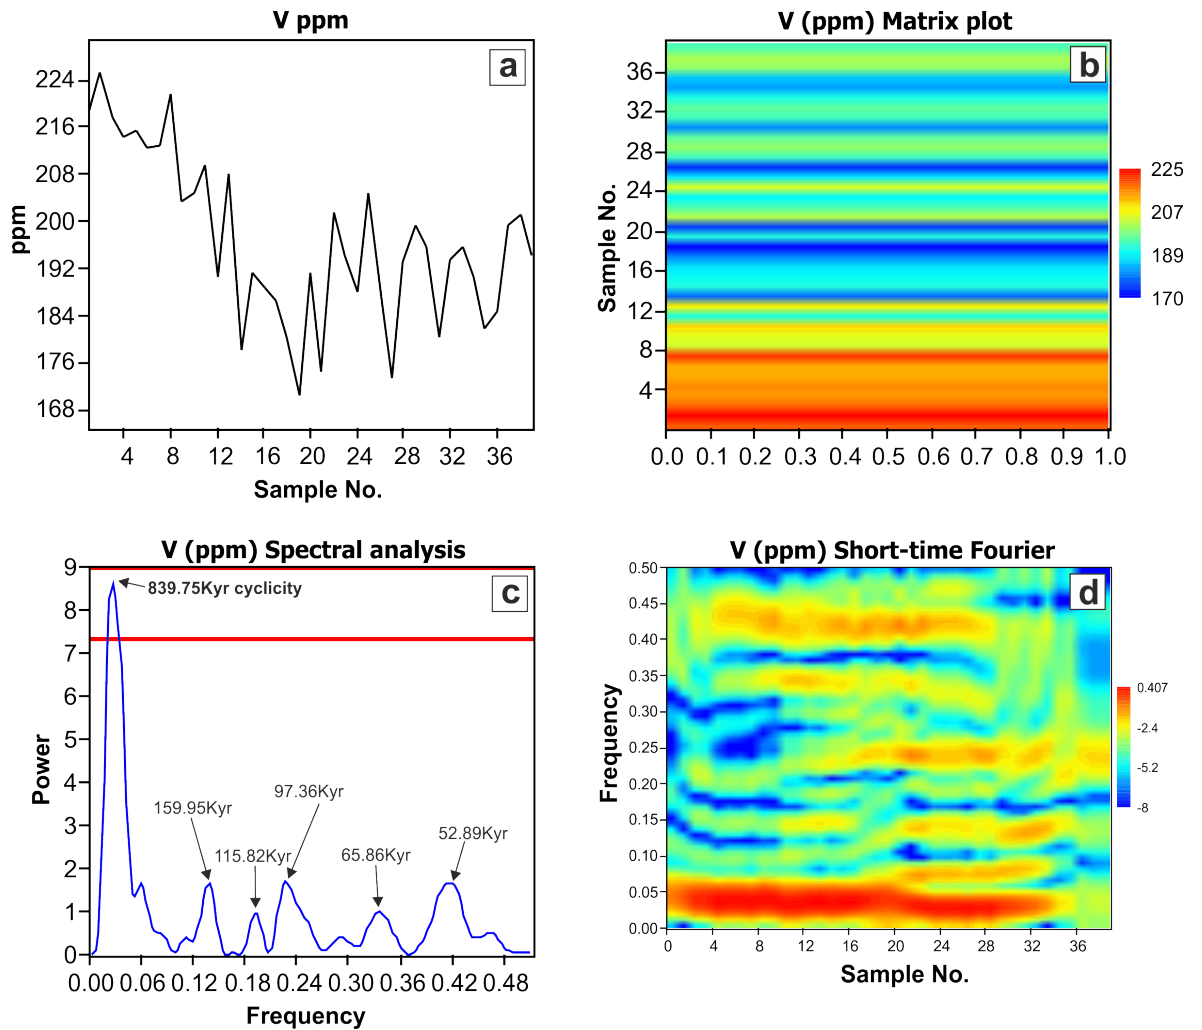 V ppm
a
224
216
208
200
192
184
176
168
ppm
4 8 12 16 20 24 28 32 36
Sample No.
V (ppm) Matrix plot
b
36
32
28
24
20
16
12
8
4
Sample No.
0.0 0.1 0.2 0.3 0.4 0.5 0.6 0.7 0.8 0.9 1.0
225
207
189
170
V (ppm) Spectral analysis
c
9
8
7
6
5
4
3
2
1
0
Power
839.75Kyr cyclicity
159.95Kyr
97.36Kyr
115.82Kyr
65.86Kyr
52.89Kyr
0.00 0.06 0.12 0.18 0.24 0.30 0.36 0.42 0.48
Frequency
V (ppm) Short-time Fourier
d
0.50
0.45
0.40
0.35
0.30
0.25
0.20
0.15
0.10
0.05
0.00
Frequency
0 4 8 12 16 20 24 28 32 36
Sample No.
0.407
-2.4
-5.2
-8